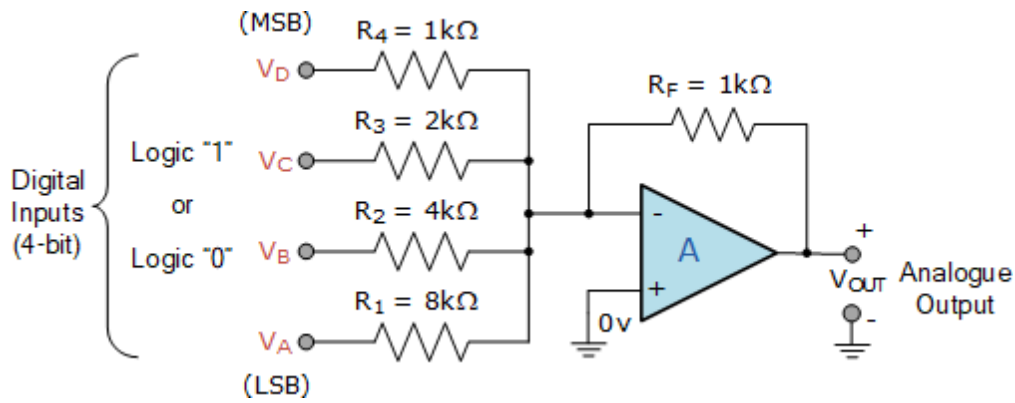 (MSB)
R4 = 1kΩ
VD
RF = 1kΩ
R3 = 2kΩ
Logic "1"
VC
Digital
Inputs
(4-bit)
or
R2 = 4kΩ
-
Logic "0"
VB
A
+
VOUT
Analogue
Output
+
R1 = 8kΩ
0v
-
VA
(LSB)